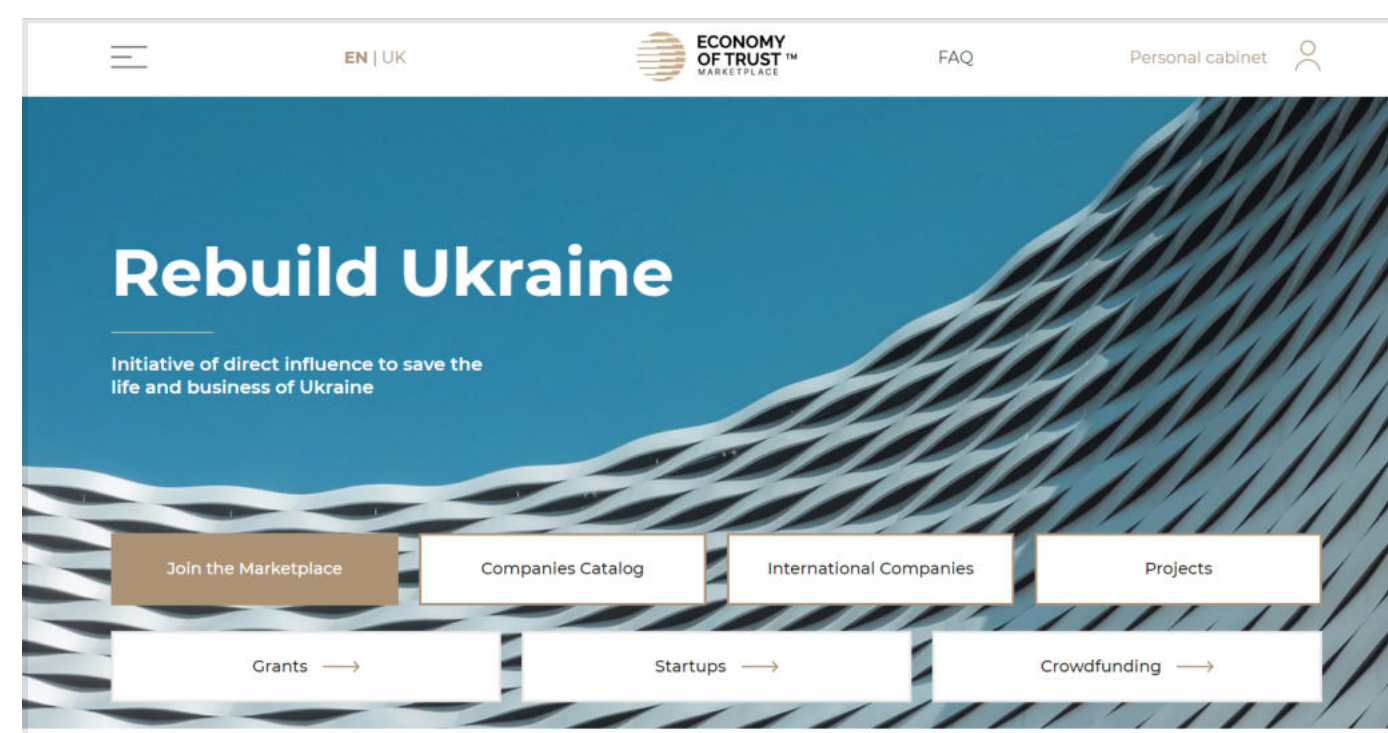 EN | UK
ECONOMY
OF TRUST ™
MARKETPLACE
FAQ
Personal cabinet
Rebuild Ukraine
Initiative of direct influence to save the
life and business of Ukraine
Join the Marketplace
Companies Catalog
International Companies
Projects
Grants
Startups
Crowdfunding